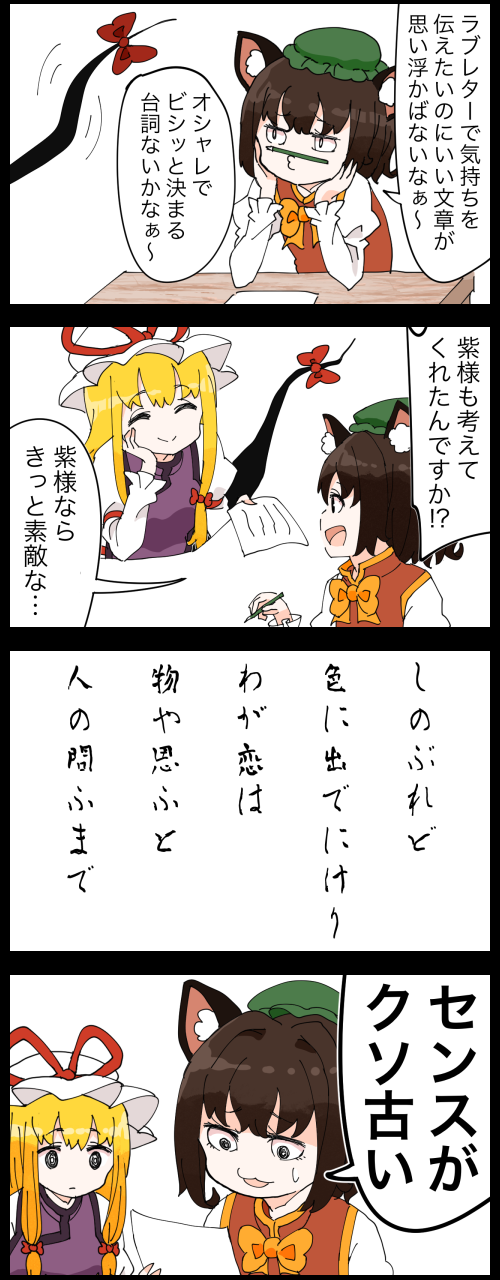 ラブレターで気持ちを
伝えたいのにいい文章が
思い浮かばないなぁ〜
オシャレで
ビシッと決まる
台詞ないかなぁ〜
紫様も考えて
くれたんですか!?
紫様なら
きっと素敵な…
しのぶれど
色に出でにけり
わが恋は
物や思ふと
人の問ふまで
センスが
クソ古い